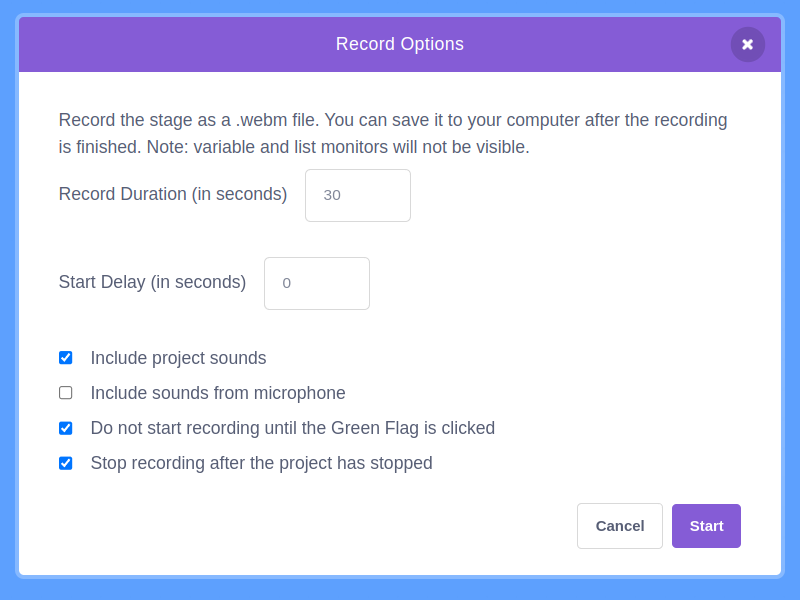 Record Options
Record the stage as a .webm file. You can save it to your computer after the recording
is finished. Note: variable and list monitors will not be visible.
Record Duration (in seconds) 30
Start Delay (in seconds) 0
Include project sounds
Include sounds from microphone
Do not start recording until the Green Flag is clicked
Stop recording after the project has stopped
Cancel Start